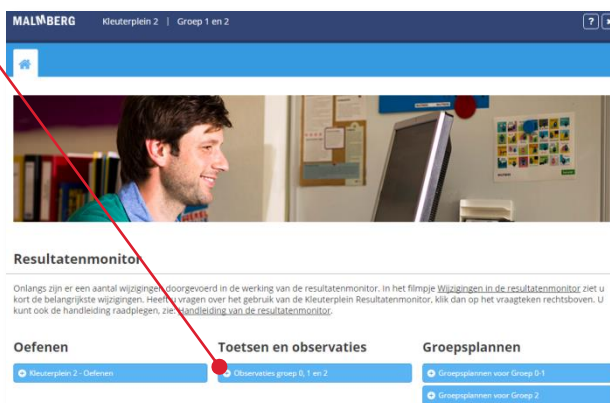 MALMBERG Kleuterplein 2 | Groep 1 en 2
?
Resultatenmonitor
Onlangs zijn er een aantal wijzigingen doorgevoerd in de werking van de resultatenmonitor. In het filmpje Wijzigingen in de resultatenmonitor ziet u
kort de belangrijkste wijzigingen. Heeft u vragen over het gebruik van de Kleuterplein Resultatenmonitor, klik dan op het vraagteken rechtsboven. U
kunt ook de handleiding raadplegen, zie: Handleiding van de resultatenmonitor.
Oefenen
Kleuterplein 2 - Oefenen
Toetsen en observaties
Observaties groep 0, 1 en 2
Groepsplannen
Groepsplannen voor Groep 0-1
Groepsplannen voor Groep 2